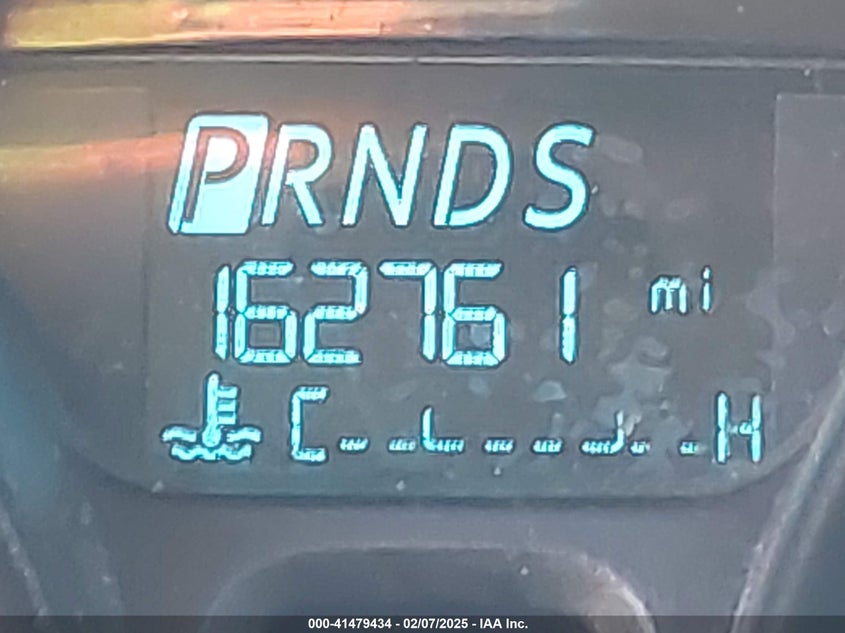 PRNDS
162761 mi
C H
000-41479434 - 02/07/2025 - IAA Inc.